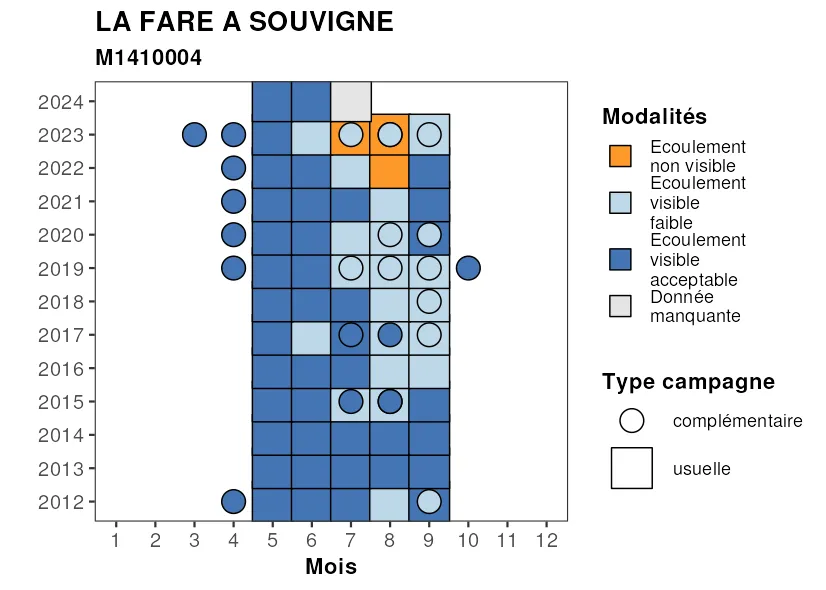 LA FARE A SOUVIGNE
M1410004
2024
2023
2022
2021
2020
2019
2018
2017
2016
2015
2014
2013
2012
1 2 3 4 5 6 7 8 9 10 11 12
Mois
Modalités
Ecoulement
non visible
Ecoulement
visible
faible
Ecoulement
visible
acceptable
Donnée
manquante
Type campagne
complémentaire
usuelle